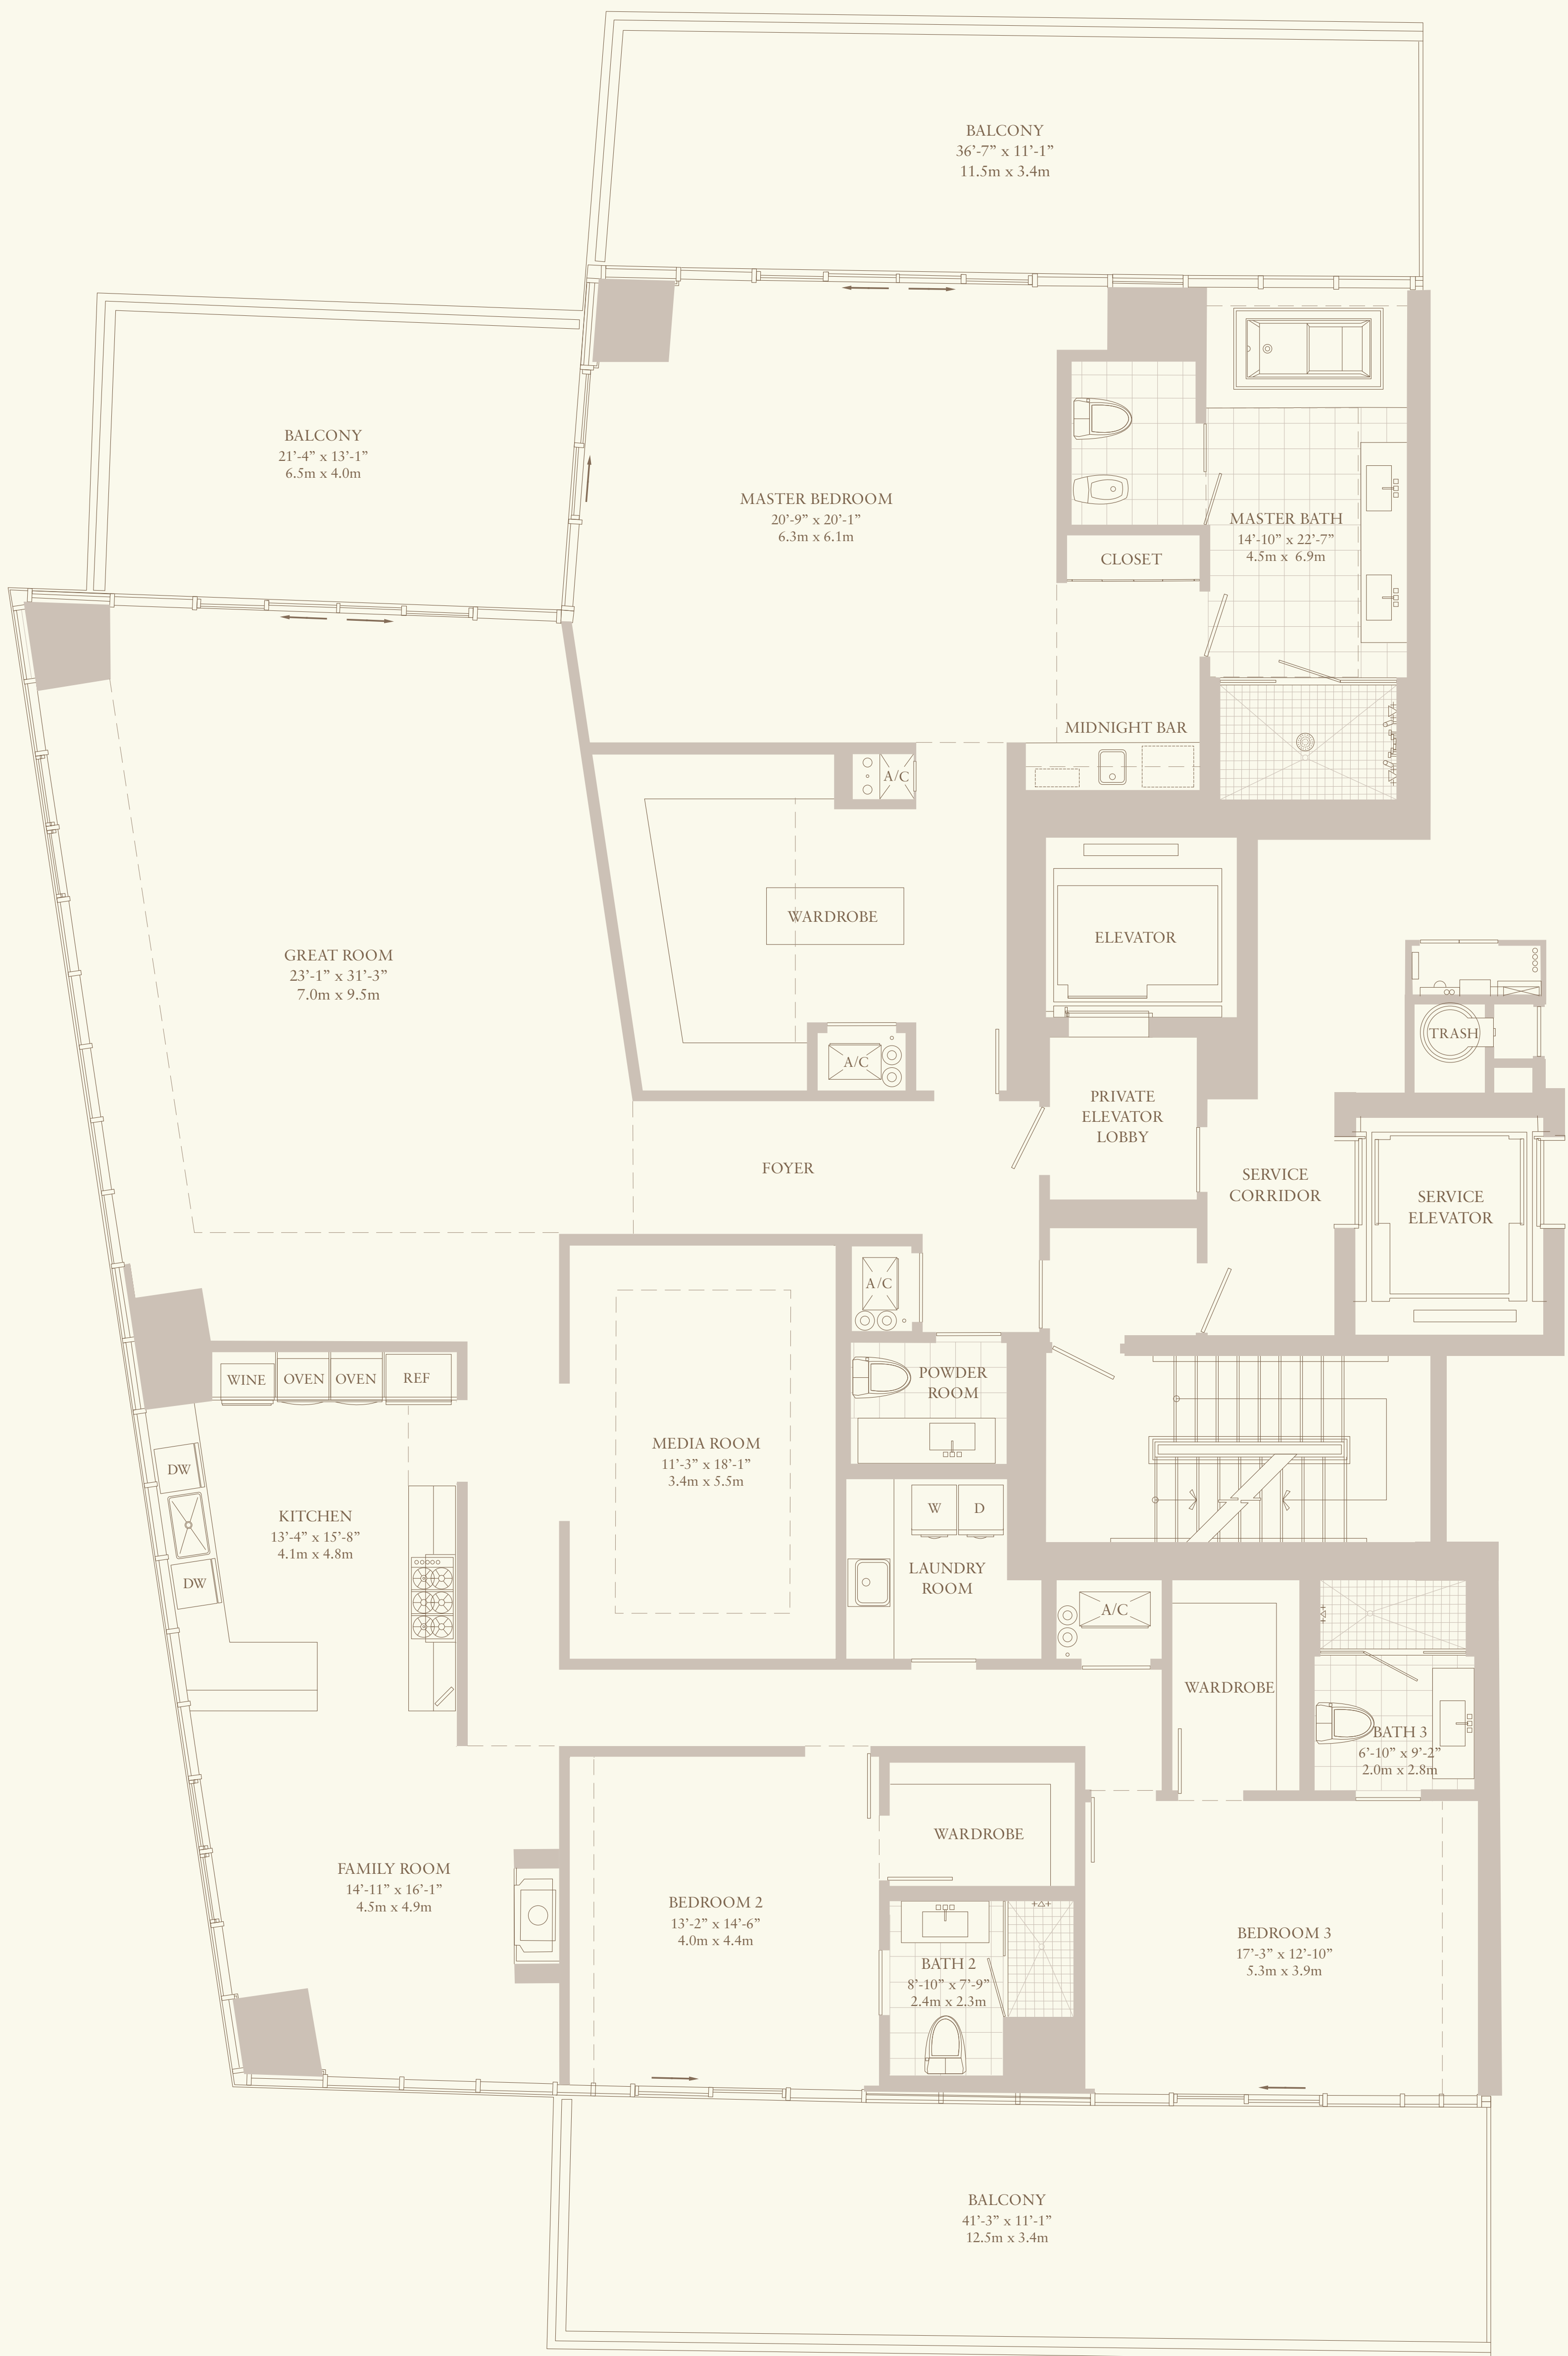 BALCONY
36’-7” x 11’-1”
11.5m x 3.4m
BALCONY
21’-4” x 13’-1”
6.5m x 4.0m
MASTER BEDROOM
20’-9” x 20’-1”
6.3m x 6.1m
MASTER BATH
14’-10” x 22’-7”
4.5m x 6.9m
CLOSET
MIDNIGHT BAR
A/C
WARDROBE
ELEVATOR
GREAT ROOM
23’-1” x 31’-3”
7.0m x 9.5m
TRASH
A/C
PRIVATE
ELEVATOR
LOBBY
FOYER
SERVICE
CORRIDOR
SERVICE
ELEVATOR
A/C
WINE
OVEN
OVEN
REF
POWDER
ROOM
MEDIA ROOM
11’-3” x 18’-1”
3.4m x 5.5m
DW
KITCHEN
13’-4” x 15’-8”
4.1m x 4.8m
DW
W
D
LAUNDRY
ROOM
A/C
WARDROBE
BATH 3
6’-10” x 9’-2”
2.0m x 2.8m
WARDROBE
FAMILY ROOM
14’-11” x 16’-1”
4.5m x 4.9m
BEDROOM 2
13’-2” x 14’-6”
4.0m x 4.4m
BATH 2
8’-10” x 7’-9”
2.4m x 2.3m
BEDROOM 3
17’-3” x 12’-10”
5.3m x 3.9m
BALCONY
41’-3” x 11’-1”
12.5m x 3.4m